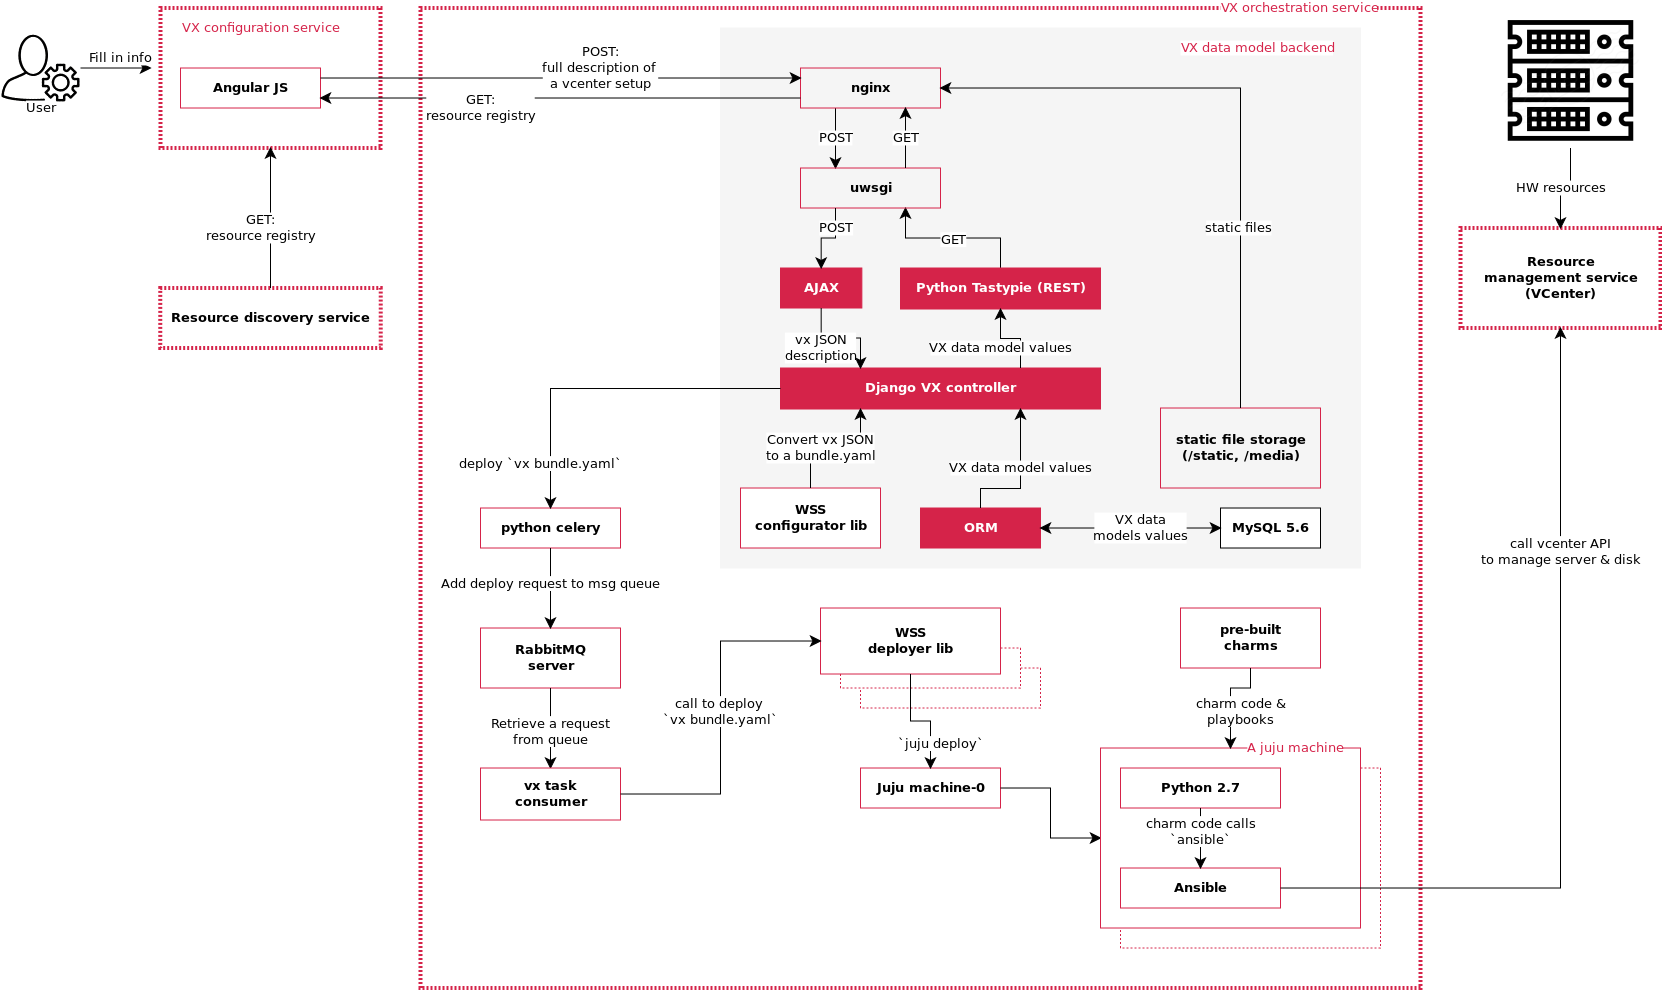 VX orchestration service
VX configuration service
VX data model backend
Fill in info
User
Angular JS
POST:
full description of
a vcenter setup
GET:
resource registry
nginx
POST
GET
uwsgi
POST
GET
static files
HW resources
GET:
resource registry
Resource discovery service
AJAX
Python Tastypie (REST)
Resource
management service
(VCenter)
vx JSON
description
VX data model values
Django VX controller
Convert vx JSON
to a bundle.yaml
VX data model values
static file storage
(/static, /media)
deploy `vx bundle.yaml`
WSS
configurator lib
ORM
VX data
models values
MySQL 5.6
python celery
call vcenter API
to manage server & disk
Add deploy request to msg queue
RabbitMQ
server
WSS
deployer lib
pre-built
charms
Retrieve a request
from queue
call to deploy
`vx bundle.yaml`
charm code &
playbooks
`juju deploy`
A juju machine
vx task
consumer
Juju machine-0
Python 2.7
charm code calls
`ansible`
Ansible